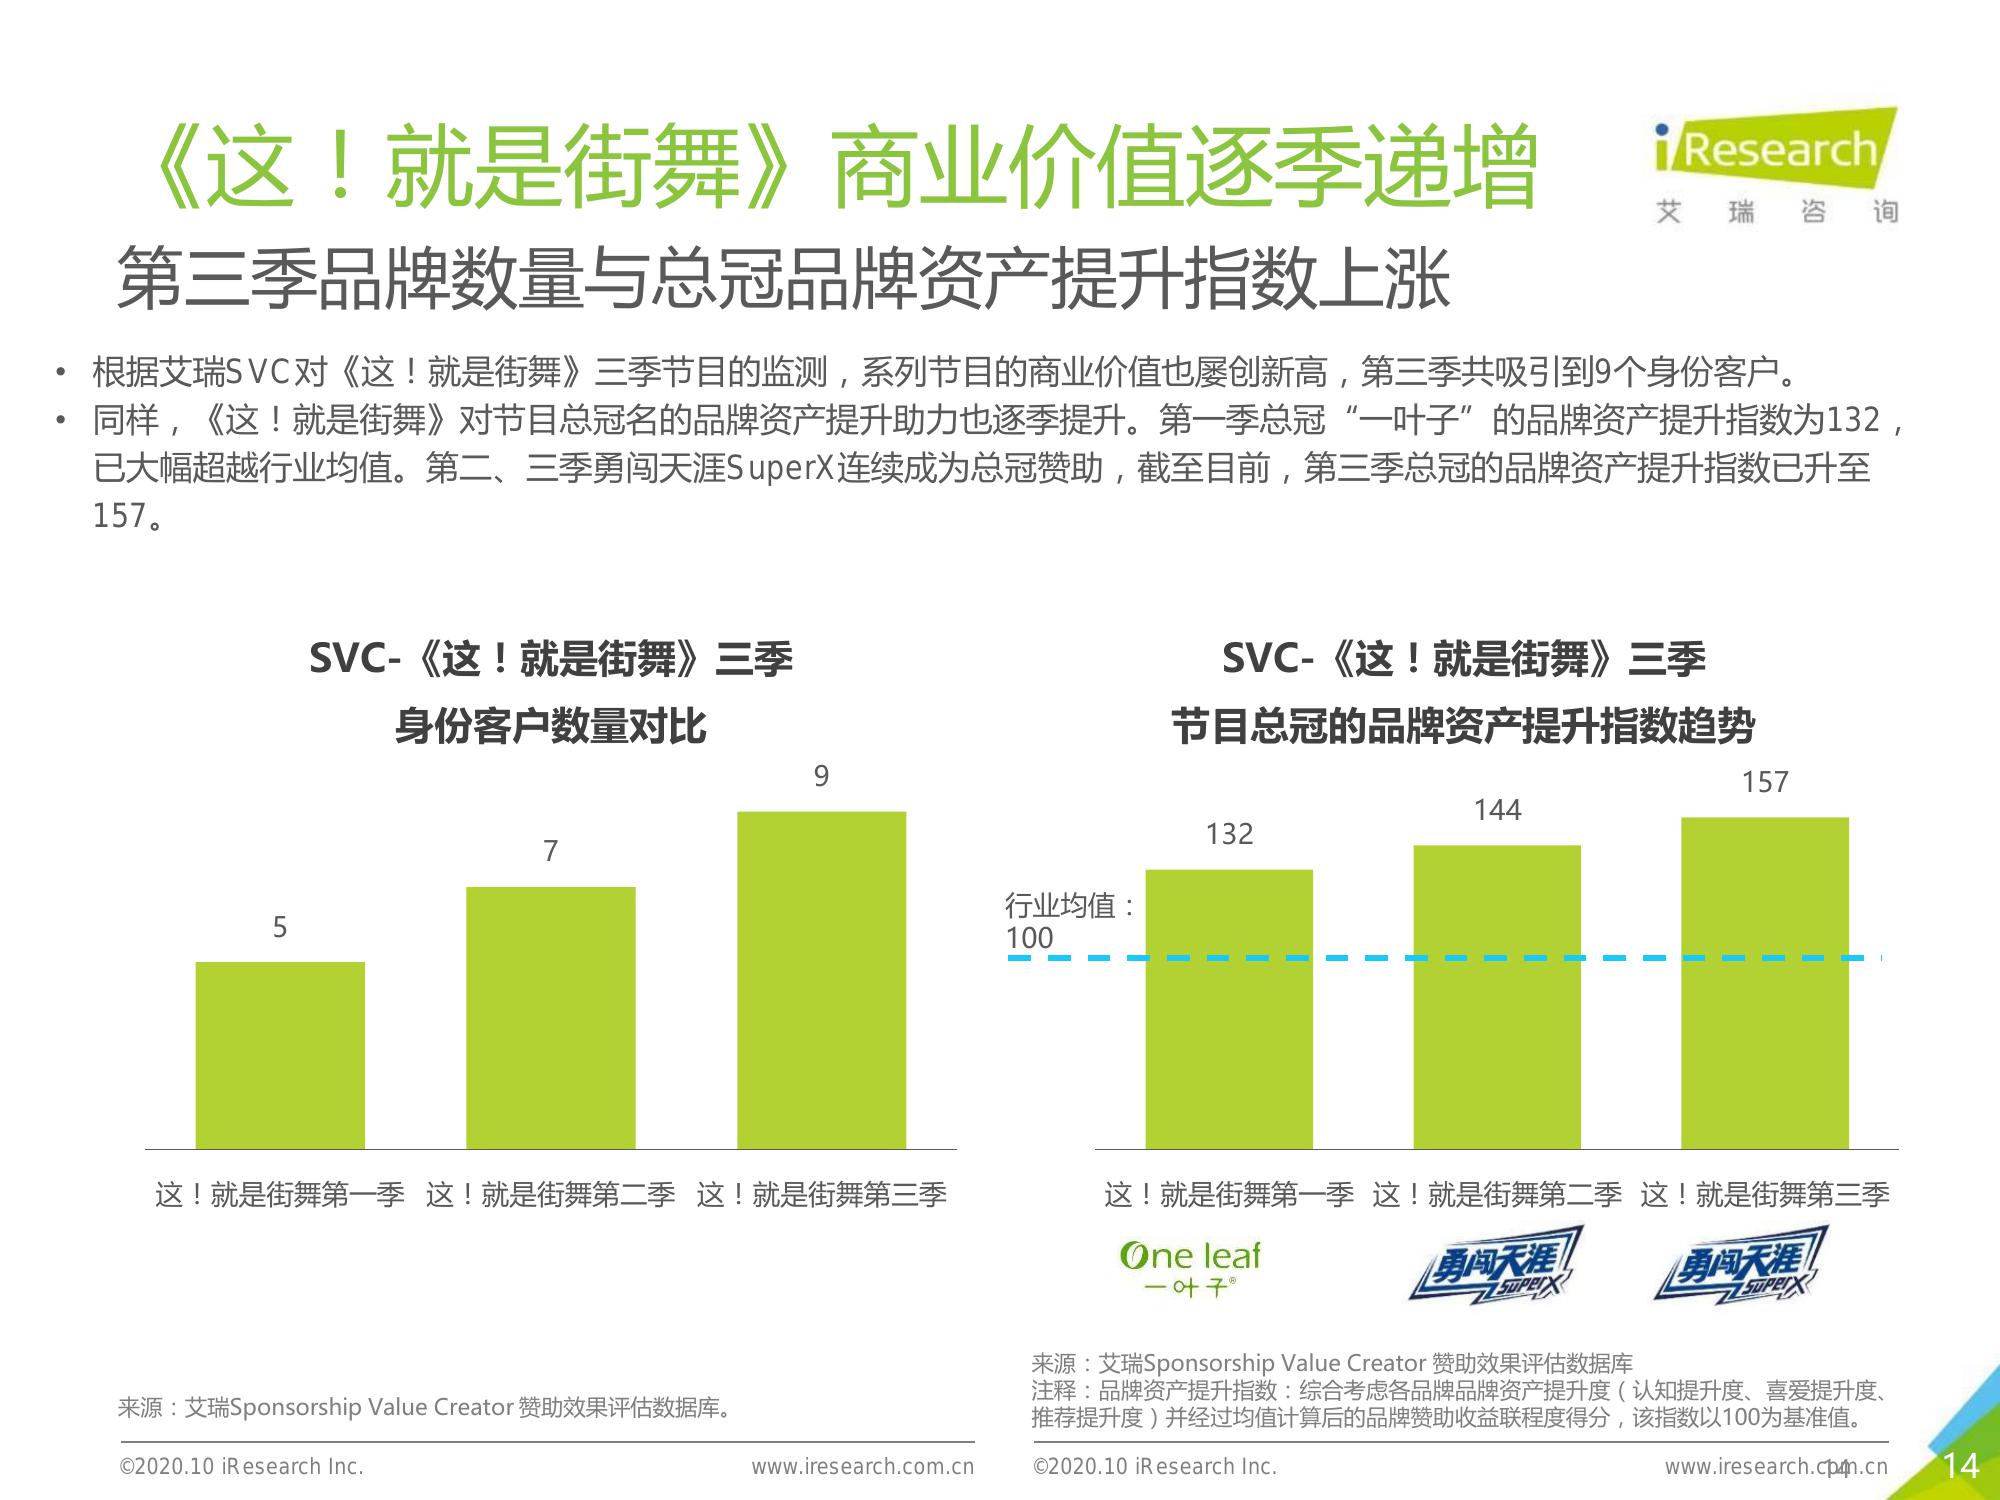 《这！就是街舞》商业价值逐季递增
iResearch
艾瑞咨询
第三季品牌数量与总冠品牌资产提升指数上涨
• 根据艾瑞SVC对《这！就是街舞》三季节目的监测，系列节目的商业价值也屡创新高，第三季共吸引到9个身份客户。
• 同样，《这！就是街舞》对节目总冠名的品牌资产提升助力也逐季提升。第一季总冠“一叶子”的品牌资产提升指数为132，
已大幅超越行业均值。第二、三季勇闯天涯SuperX连续成为总冠赞助，截至目前，第三季总冠的品牌资产提升指数已升至
157。
SVC-《这！就是街舞》三季
身份客户数量对比
5
7
9
这！就是街舞第一季 这！就是街舞第二季 这！就是街舞第三季
SVC-《这！就是街舞》三季
节目总冠的品牌资产提升指数趋势
132
144
157
行业均值：
100
这！就是街舞第一季 这！就是街舞第二季 这！就是街舞第三季
One leaf
一叶子®
勇闯天涯
SuperX
勇闯天涯
SuperX
来源：艾瑞Sponsorship Value Creator 赞助效果评估数据库。
来源：艾瑞Sponsorship Value Creator 赞助效果评估数据库
注释：品牌资产提升指数：综合考虑各品牌品牌资产提升度（认知提升度、喜爱提升度、
推荐提升度）并经过均值计算后的品牌赞助收益联程度得分，该指数以100为基准值。
©2020.10 iResearch Inc. www.iresearch.com.cn
©2020.10 iResearch Inc. www.iresearch.com.cn
14
14